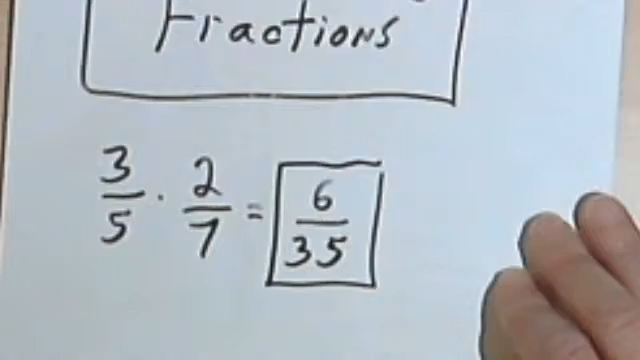 Fractions
3/5 · 2/7 = 6/35